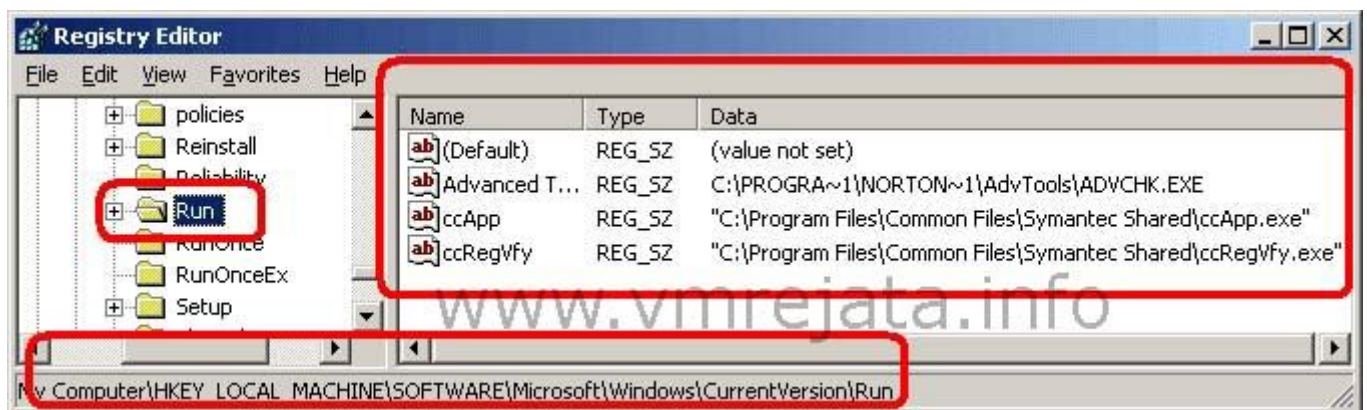 Registry Editor
File Edit View Favorites Help
policies
Reinstall
Reliability
Run
RunOnce
RunOnceEx
Setup
Name Type Data
(Default) REG_SZ (value not set)
Advanced T... REG_SZ C:\PROGRA~1\NORTON~1\AdvTools\ADVCHK.EXE
ccApp REG_SZ "C:\Program Files\Common Files\Symantec Shared\ccApp.exe"
ccRegVfy REG_SZ "C:\Program Files\Common Files\Symantec Shared\ccRegVfy.exe"
www.vmrejata.info
My Computer\HKEY_LOCAL_MACHINE\SOFTWARE\Microsoft\Windows\CurrentVersion\Run